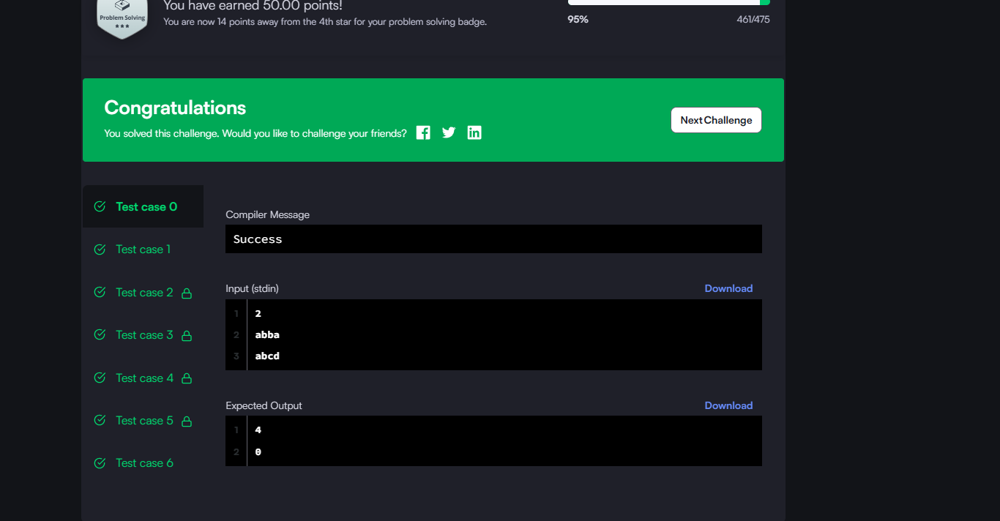 Problem Solving
You have earned 50.00 points!
You are now 14 points away from the 4th star for your problem solving badge.
95%
461/475
Congratulations
You solved this challenge. Would you like to challenge your friends?
Next Challenge
Test case 0
Test case 1
Test case 2
Test case 3
Test case 4
Test case 5
Test case 6
Compiler Message
Success
Input (stdin)
Download
1 2
2 abba
3 abcd
Expected Output
Download
1 4
2 0